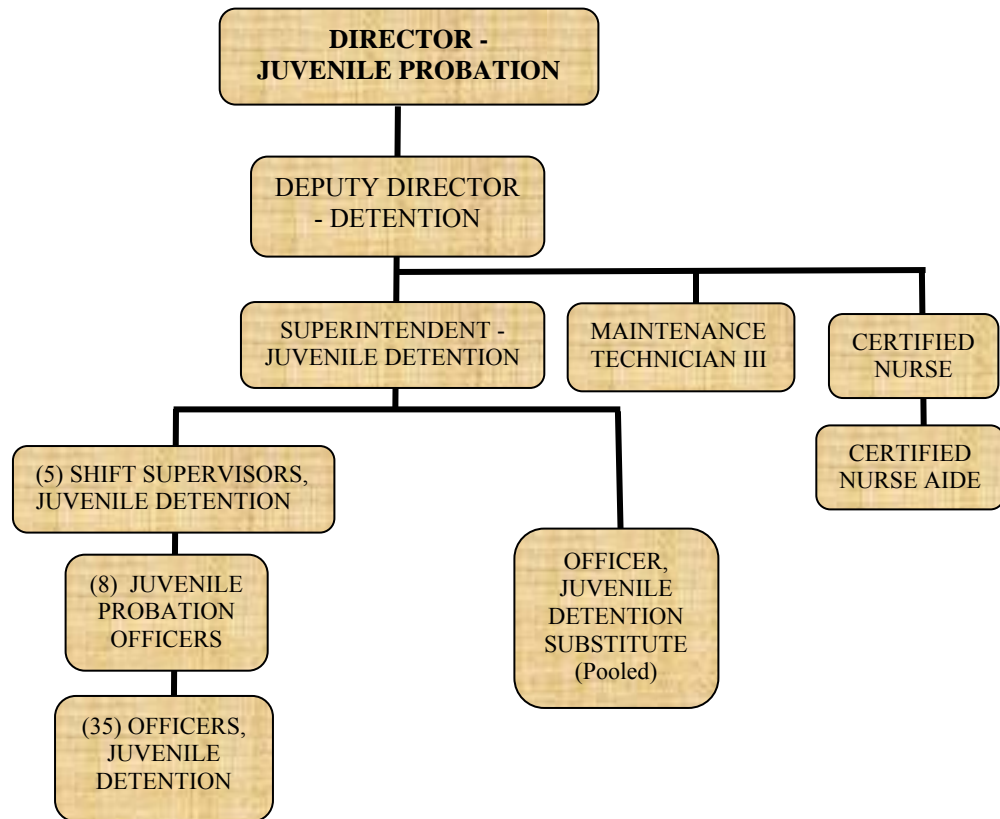 DIRECTOR -
JUVENILE PROBATION
DEPUTY DIRECTOR
- DETENTION
SUPERINTENDENT -
JUVENILE DETENTION
MAINTENANCE
TECHNICIAN III
CERTIFIED
NURSE
CERTIFIED
NURSE AIDE
(5) SHIFT SUPERVISORS,
JUVENILE DETENTION
(8) JUVENILE
PROBATION
OFFICERS
(35) OFFICERS,
JUVENILE
DETENTION
OFFICER,
JUVENILE
DETENTION
SUBSTITUTE
(Pooled)